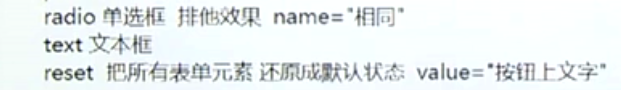 radio 单选框 排他效果 name="相同"
text 文本框
reset 把所有表单元素 还原成默认状态 value="按钮上文字"